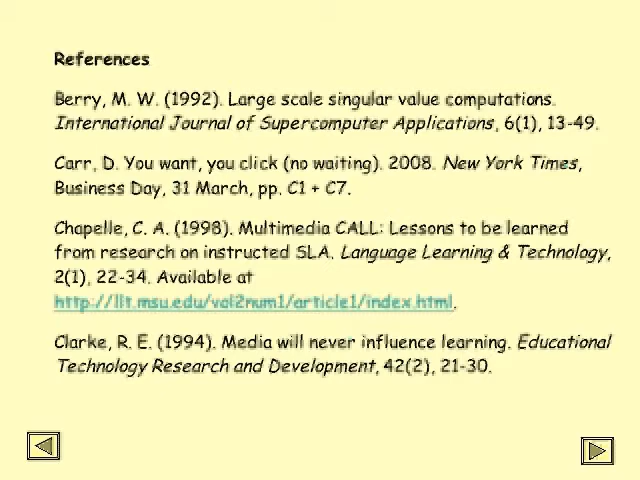 References
Berry, M. W. (1992). Large scale singular value computations.
International Journal of Supercomputer Applications, 6(1), 13-49.
Carr, D. You want, you click (no waiting). 2008. New York Times,
Business Day, 31 March, pp. C1 + C7.
Chapelle, C. A. (1998). Multimedia CALL: Lessons to be learned
from research on instructed SLA. Language Learning & Technology,
2(1), 22-34. Available at
http://llt.msu.edu/vol2num1/article1/index.html.
Clarke, R. E. (1994). Media will never influence learning. Educational
Technology Research and Development, 42(2), 21-30.